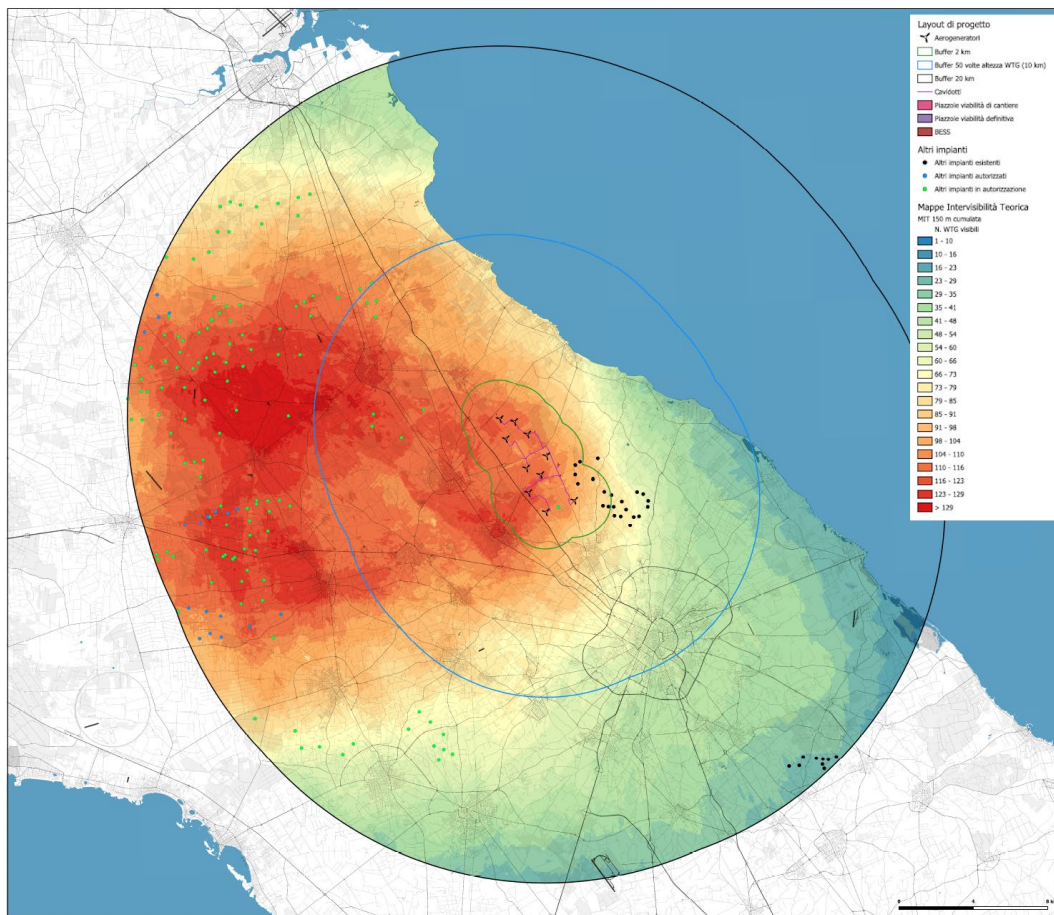 Layout di progetto
Aerogeneratori
Buffer 2 km
Buffer 50 volte altezza WTG (10 km)
Buffer 20 km
Cavidotti
Piazzole viabilità di cantiere
Piazzole viabilità definitiva
BESS
Altri impianti
Altri impianti esistenti
Altri impianti autorizzati
Altri impianti in autorizzazione
Mappe Intervisibilità Teorica
MIT 150 m cumulata
N. WTG visibili
1 - 10
10 - 16
16 - 23
23 - 29
29 - 35
35 - 41
41 - 48
48 - 54
54 - 60
60 - 66
66 - 73
73 - 79
79 - 85
85 - 91
91 - 98
98 - 104
104 - 110
110 - 116
116 - 123
123 - 129
> 129
0 4 8